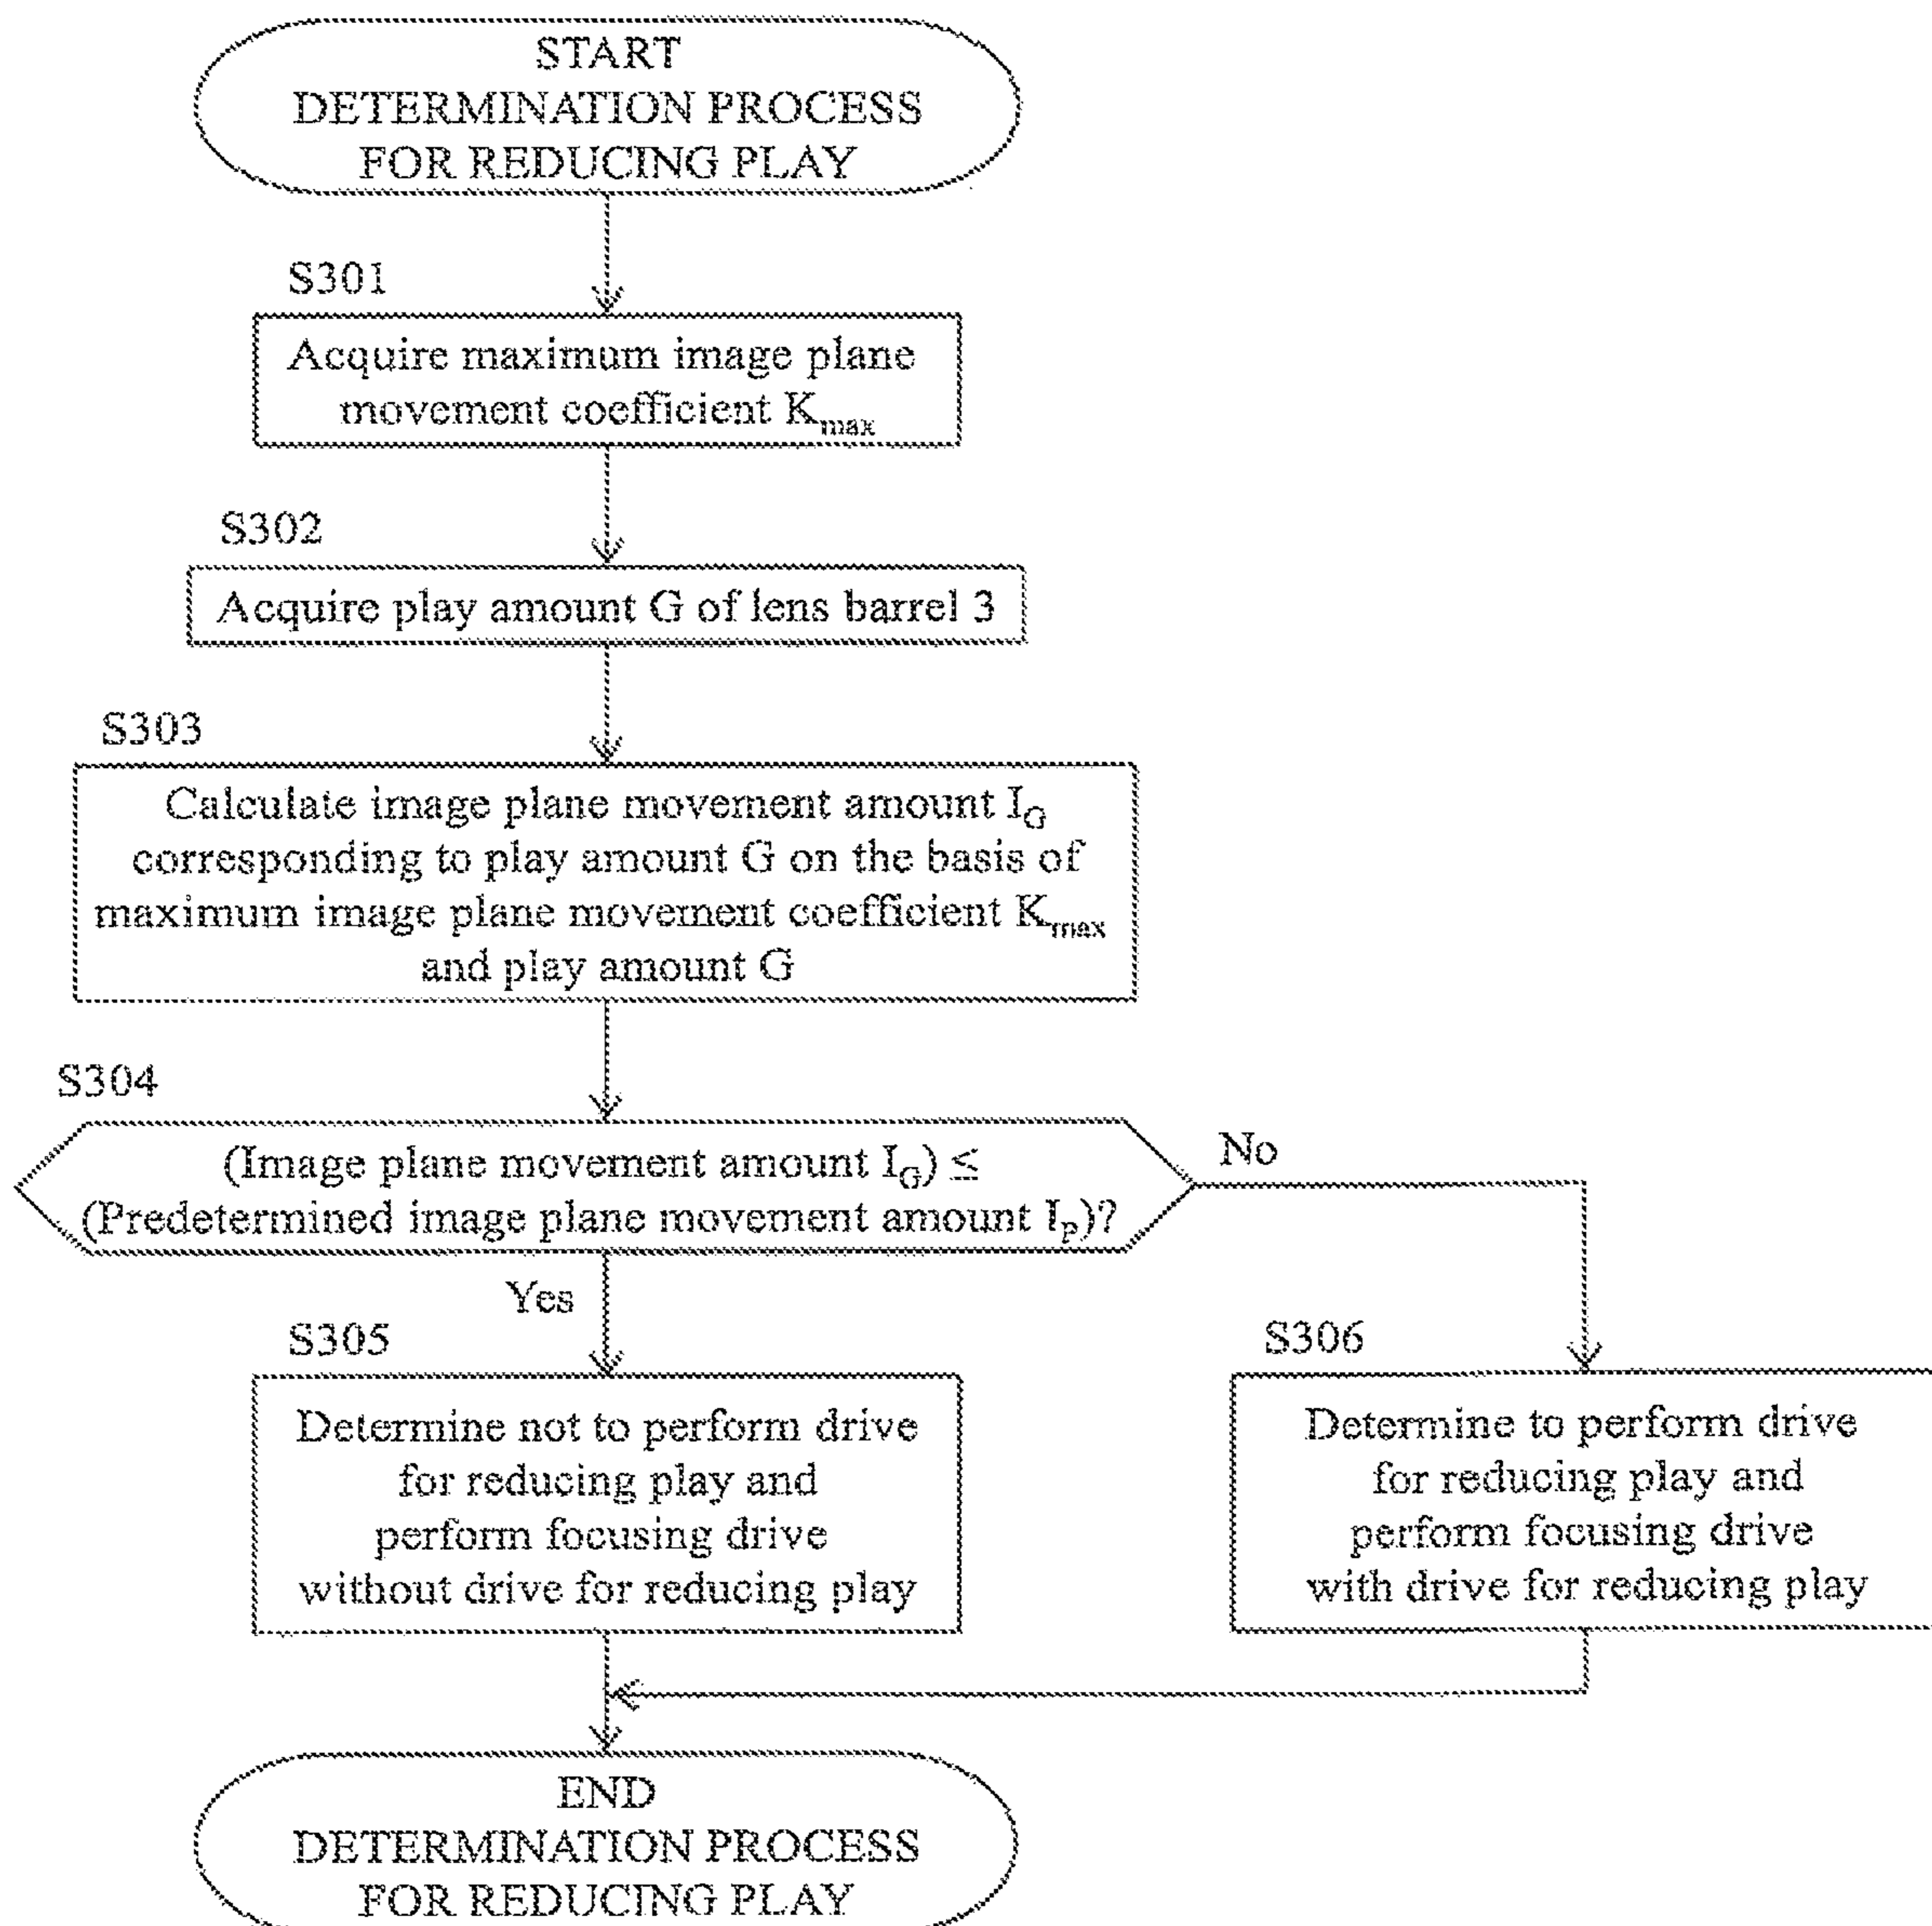 START
DETERMINATION PROCESS
FOR REDUCING PLAY
S301
Acquire maximum image plane
movement coefficient Kmax
S302
Acquire play amount G of lens barrel 3
S303
Calculate image plane movement amount IG
corresponding to play amount G on the basis of
maximum image plane movement coefficient Kmax
and play amount G
S304
(Image plane movement amount IG) ≤
(Predetermined image plane movement amount IP)?
No
Yes
S305
Determine not to perform drive
for reducing play and
perform focusing drive
without drive for reducing play
S306
Determine to perform drive
for reducing play and
perform focusing drive
with drive for reducing play
END
DETERMINATION PROCESS
FOR REDUCING PLAY